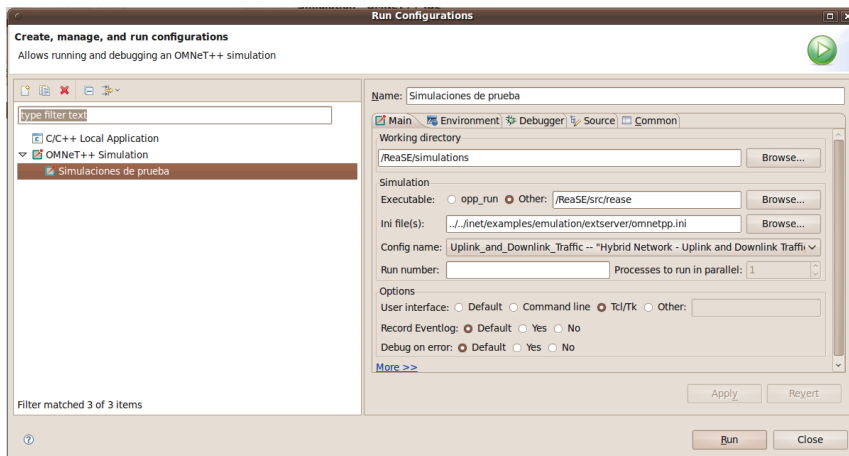 Run Configurations
Create, manage, and run configurations
Allows running and debugging an OMNeT++ simulation
type filter text
C/C++ Local Application
OMNeT++ Simulation
Simulaciones de prueba
Filter matched 3 of 3 items
Name: Simulaciones de prueba
Main Environment Debugger Source Common
Working directory
/ReaSE/simulations Browse...
Simulation
Executable: opp_run Other: /ReaSE/src/rease Browse...
Ini file(s): ../../inet/examples/emulation/extserver/omnetpp.ini Browse...
Config name: Uplink_and_Downlink_Traffic -- "Hybrid Network - Uplink and Downlink Traffi
Run number: Processes to run in parallel: 1
Options
User interface: Default Command line Tcl/Tk Other:
Record Eventlog: Default Yes No
Debug on error: Default Yes No
More >>
Apply Revert
Run Close